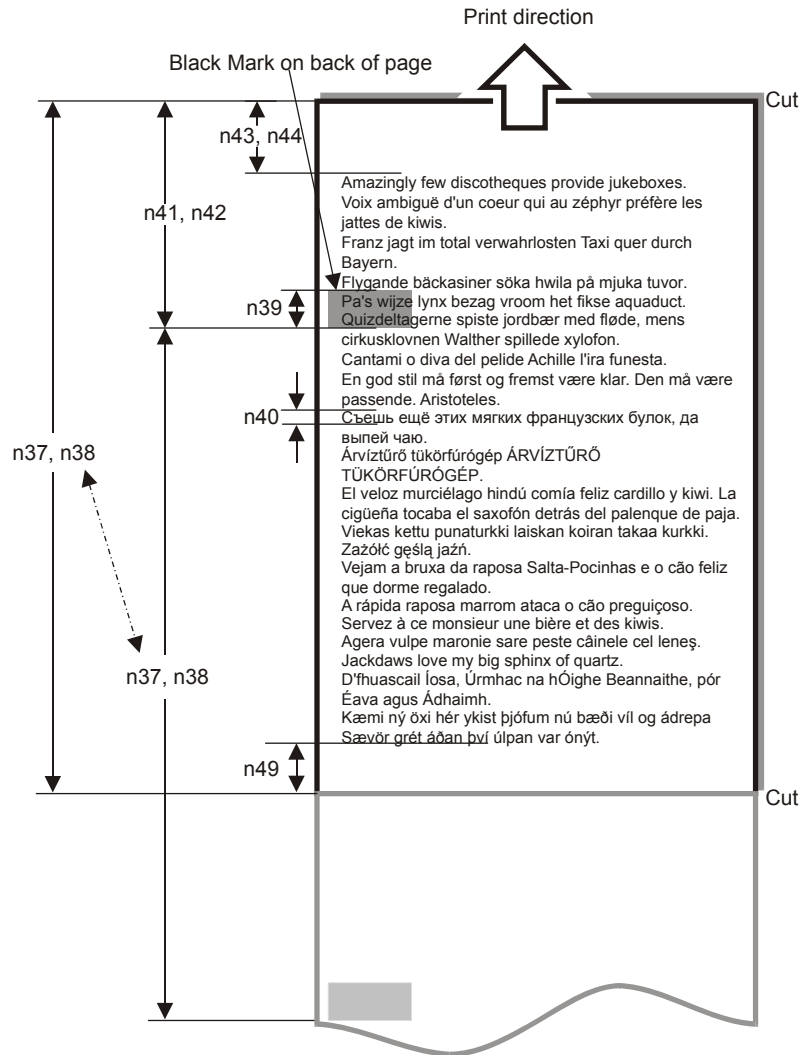 Print direction
Black Mark on back of page
Cut
n43, n44
n41, n42
Amazingly few discotheques provide jukeboxes.
Voix ambiguë d'un coeur qui au zéphyr préfère les
jattes de kiwis.
Franz jagt im total verwahrlosten Taxi quer durch
Bayern.
Flygande bäckasiner söka hwila på mjuka tuvor.
Pa's wijze lynx bezag vroom het fikse aquaduct.
n39
Quizdeltagerne spiste jordbær med fløde, mens
cirkusklovnen Walther spillede xylofon.
Cantami o diva del pelide Achille l'ira funesta.
En god stil må først og fremst være klar. Den må være
passende. Aristoteles.
n40
Съешь ещё этих мягких французских булок, да
выпей чаю.
n37, n38
Árvíztűrő tükörfúrógép ÁRVÍZTŰRŐ
TÜKÖRFÚRÓGÉP.
El veloz murciélago hindú comía feliz cardillo y kiwi. La
cigüeña tocaba el saxofón detrás del palenque de paja.
Viekas kettu punaturkki laiskan koiran takaa kurkki.
Zażółć gęślą jaźń.
Vejam a bruxa da raposa Salta-Pocinhas e o cão feliz
que dorme regalado.
A rápida raposa marrom ataca o cão preguiçoso.
Servez à ce monsieur une bière et des kiwis.
Agera vulpe maronie sare peste câinele cel leneş.
Jackdaws love my big sphinx of quartz.
n37, n38
D'fhuascail Íosa, Úrmhac na hÓighe Beannaithe, pór
Éava agus Ádhaimh.
Kæmi ný öxi hér ykist þjófum nú bæði víl og ádrepa
Sævör grét áðan því úlpan var ónýt.
n49
Cut